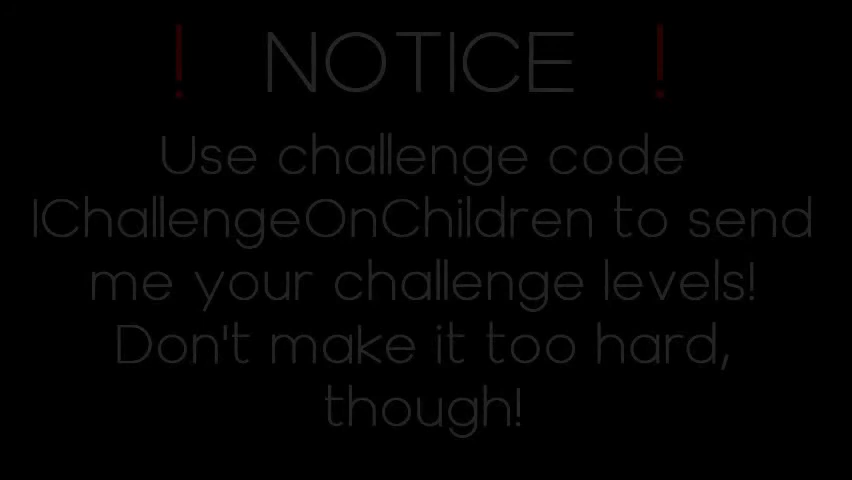 ! NOTICE !
Use challenge code
IChallengeOnChildren to send
me your challenge levels!
Don't make it too hard,
though!